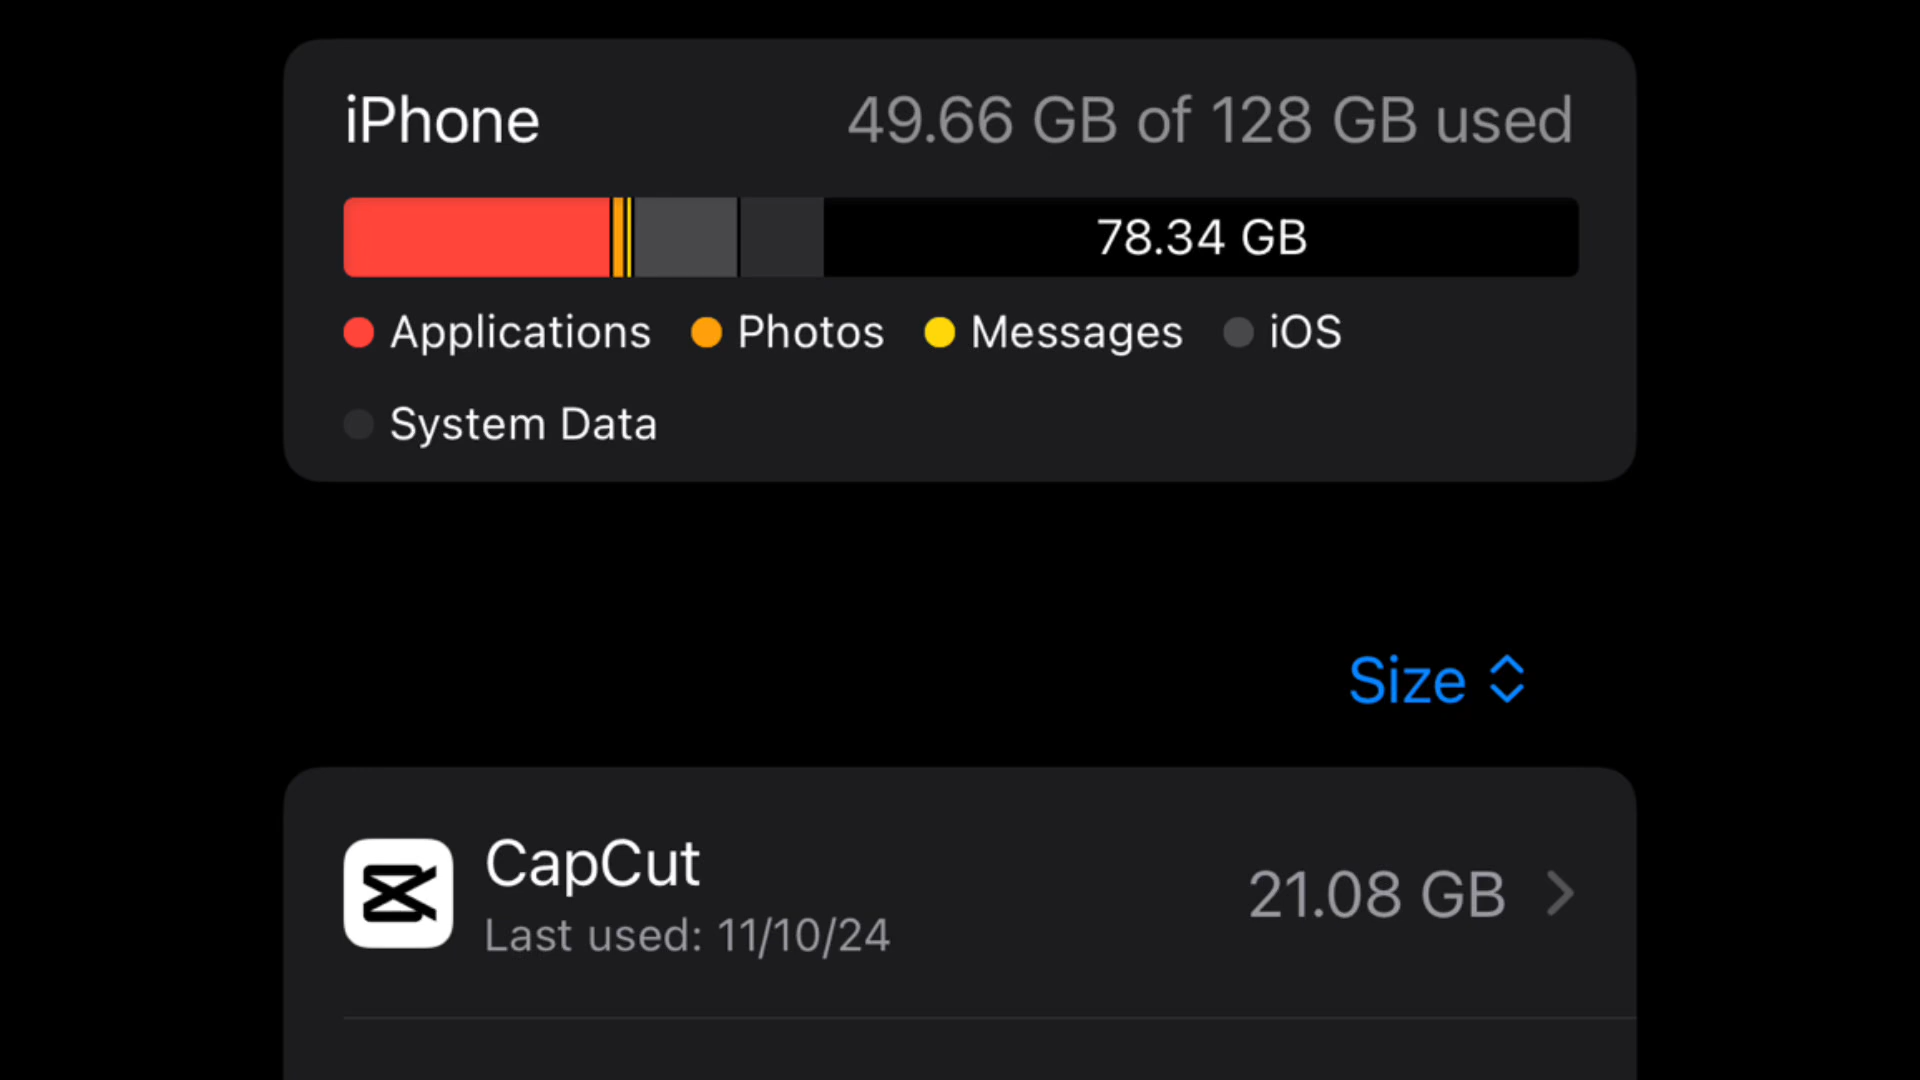 iPhone 49.66 GB of 128 GB used
78.34 GB
Applications Photos Messages iOS
System Data
Size
CapCut
21.08 GB
Last used: 11/10/24